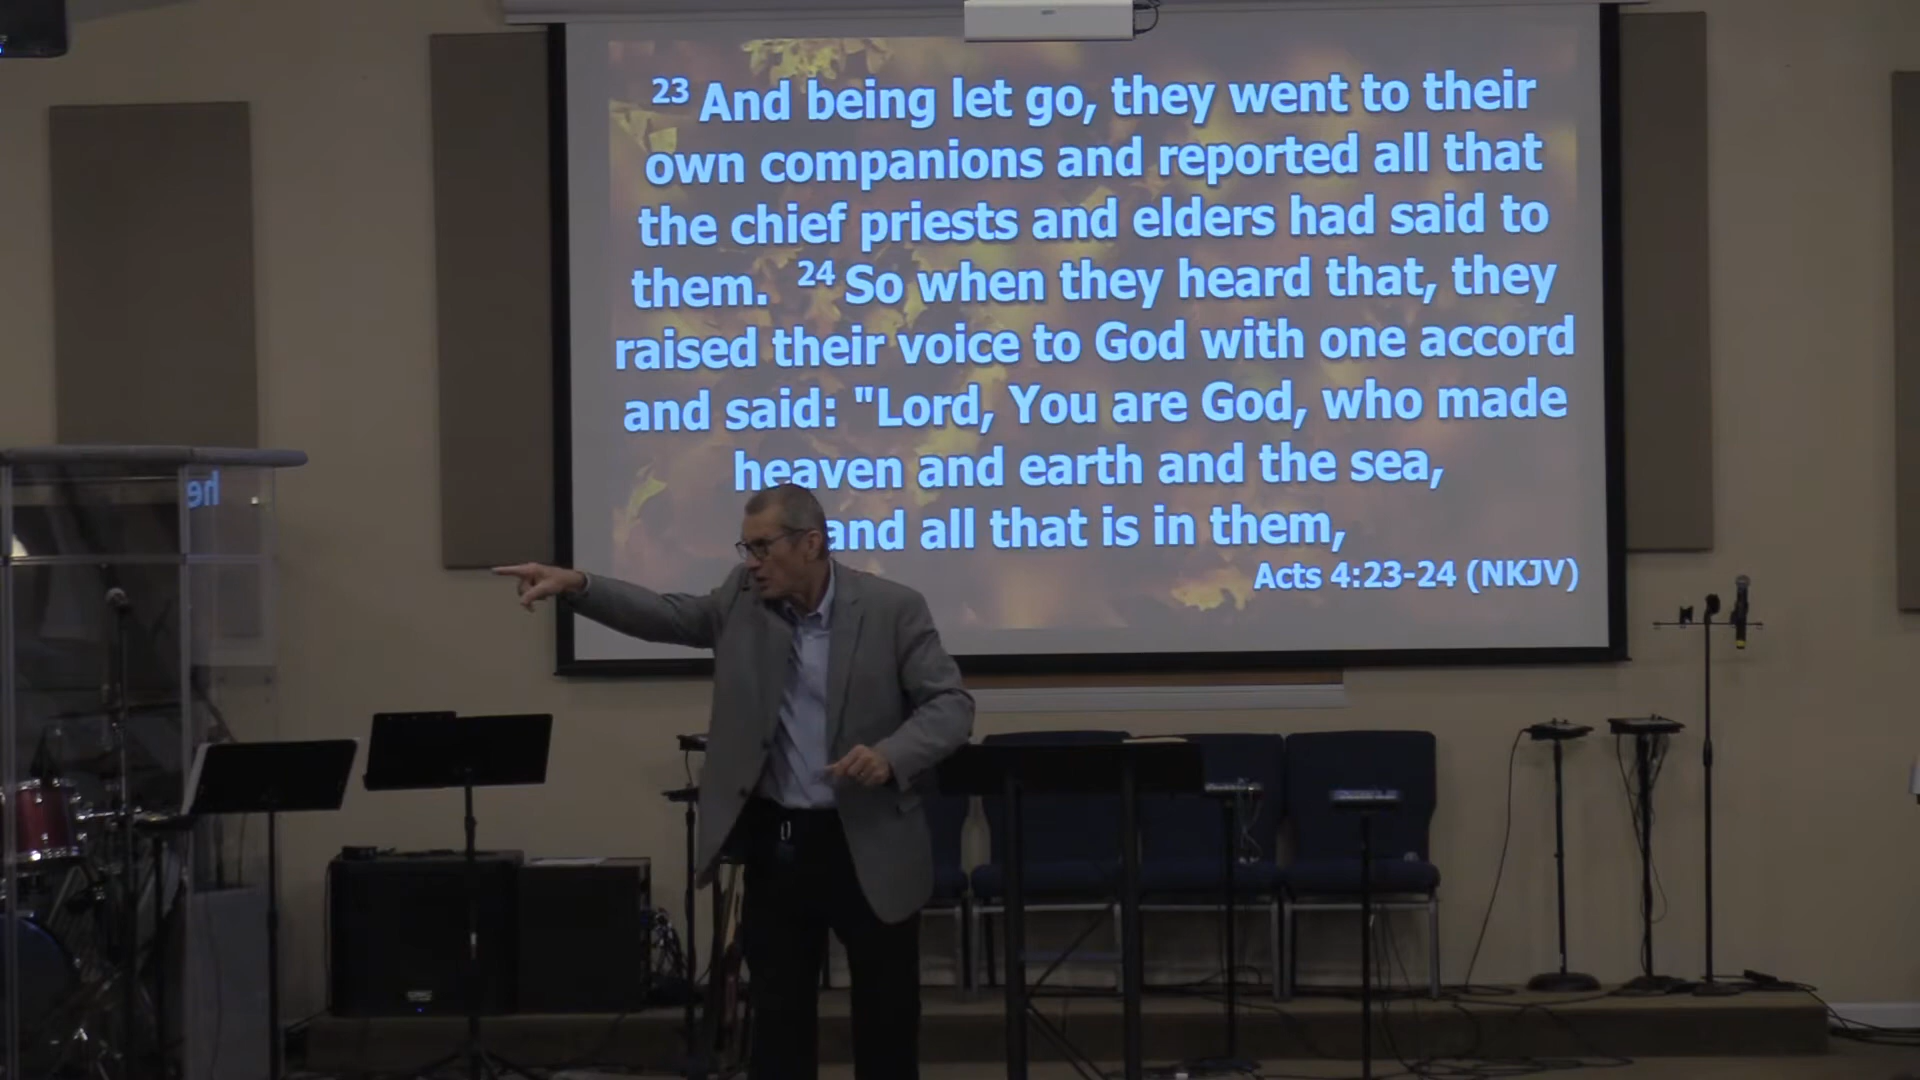 23 And being let go, they went to their
own companions and reported all that
the chief priests and elders had said to
them. 24 So when they heard that, they
raised their voice to God with one accord
and said: "Lord, You are God, who made
heaven and earth and the sea,
and all that is in them,
Acts 4:23-24 (NKJV)